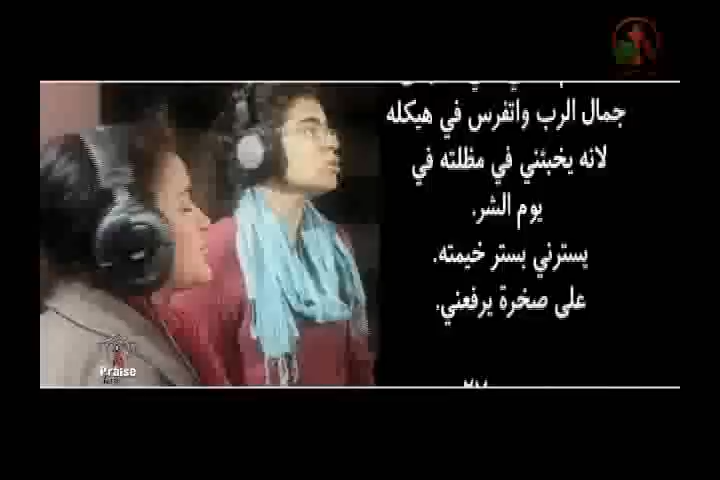 جمال الرب واتفرس في هيكله
لانه يخبئني في مظلته في
يوم الشر.
يسترني بستر خيمته.
على صخرة يرفعني.
Praise